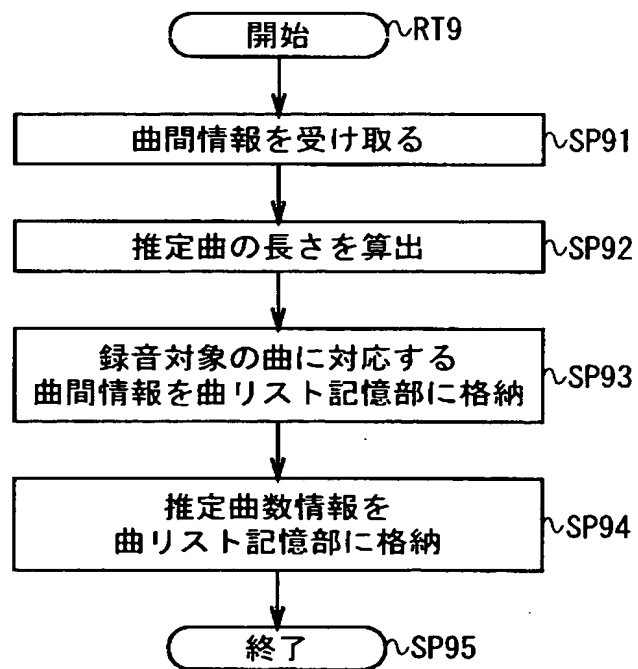 開始
RT9
曲間情報を受け取る
SP91
推定曲の長さを算出
SP92
録音対象の曲に対応する
曲間情報を曲リスト記憶部に格納
SP93
推定曲数情報を
曲リスト記憶部に格納
SP94
終了
SP95